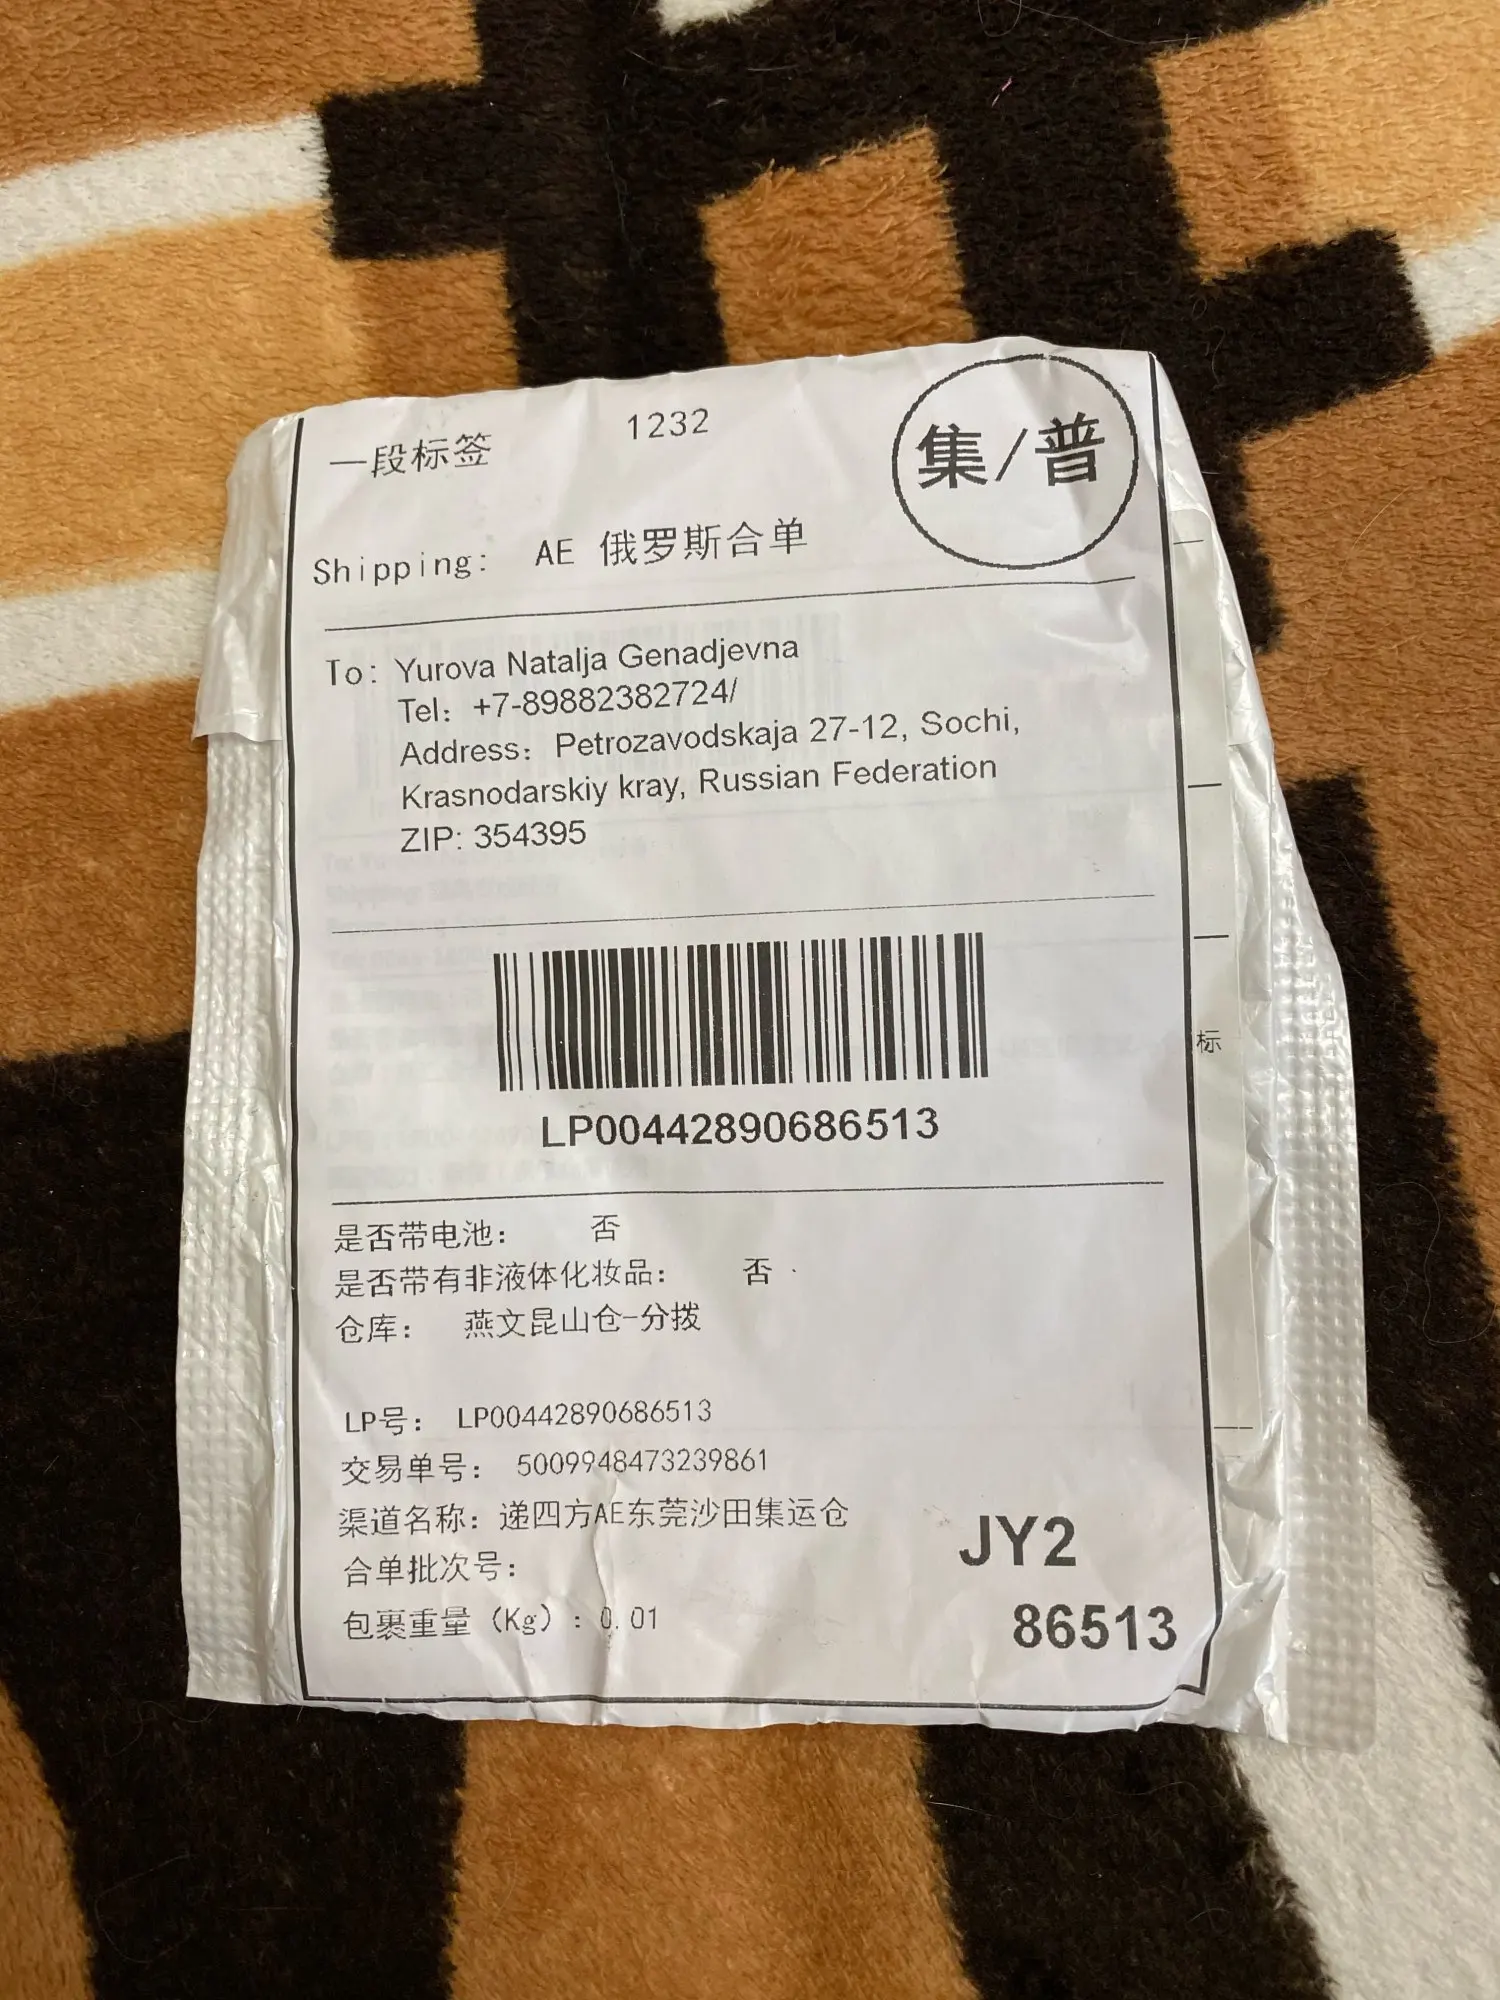 一段标签
1232
集/普
Shipping: AE 俄罗斯合单
To: Yurova Natalja Genadjevna
Tel: +7-89882382724/
Address: Petrozavodskaja 27-12, Sochi,
Krasnodarskiy kray, Russian Federation
ZIP: 354395
LP00442890686513
标
是否带电池: 否
是否带有非液体化妆品: 否
仓库: 燕文昆山仓-分拨
LP号: LP00442890686513
交易单号: 5009948473239861
渠道名称: 递四方AE东莞沙田集运仓
合单批次号:
包裹重量 (Kg) : 0.01
JY2
86513